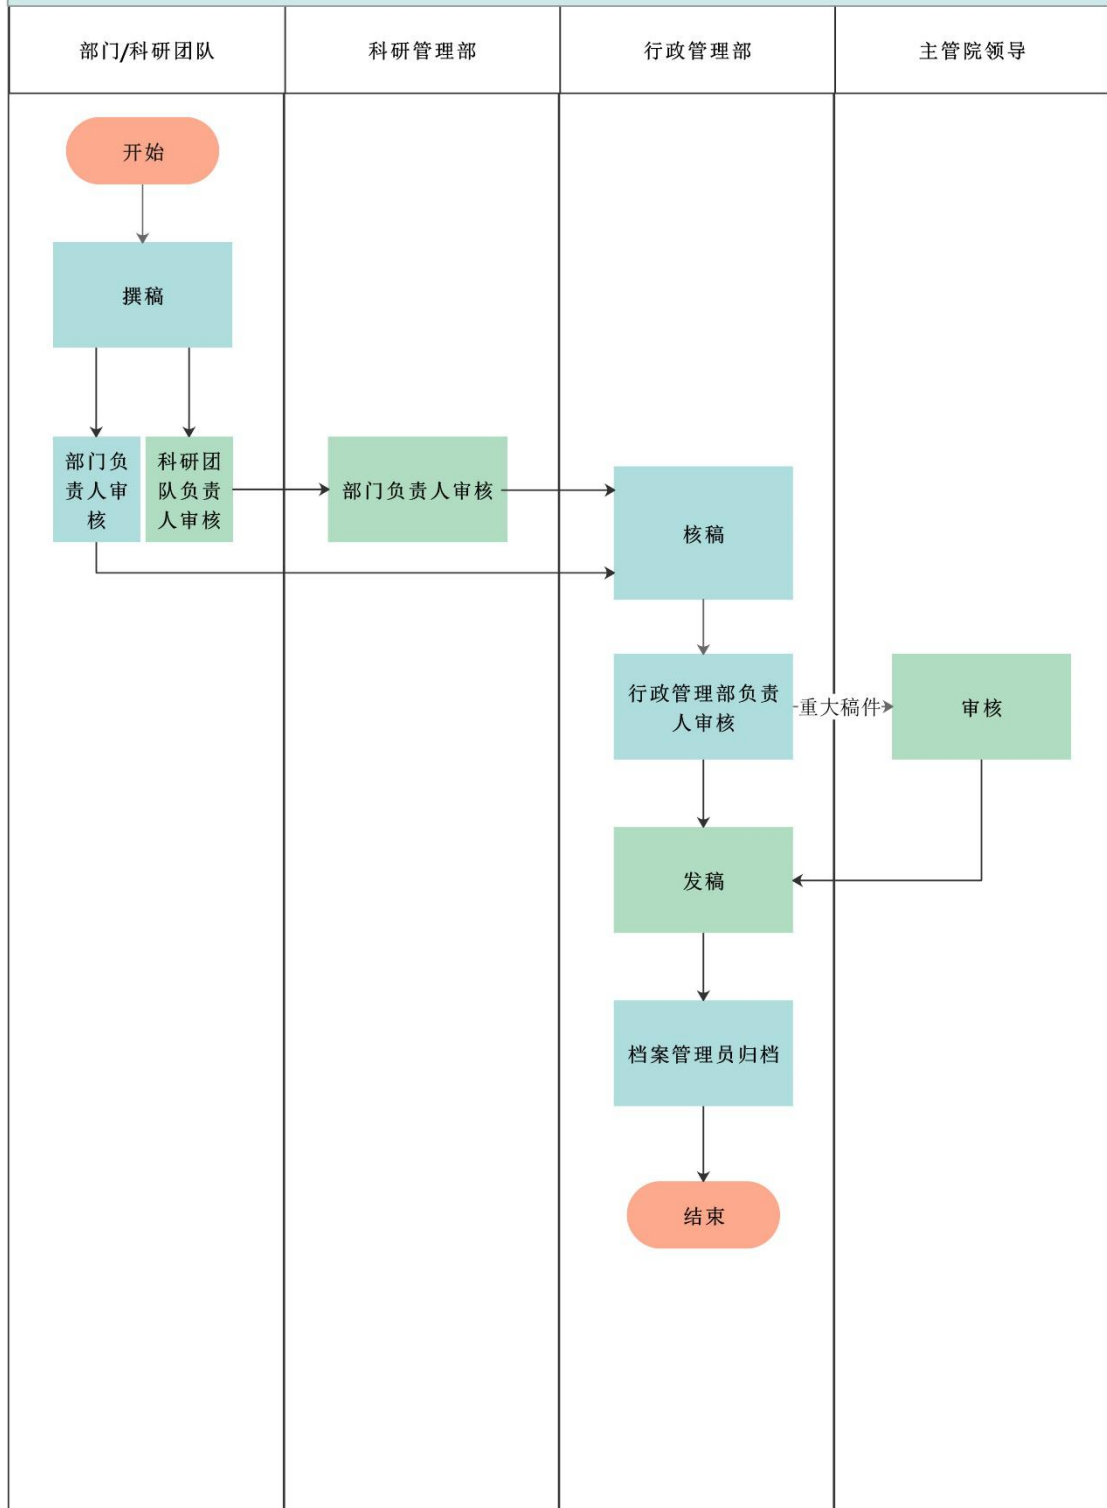 部门/科研团队
科研管理部
行政管理部
主管院领导
开始
撰稿
部门负
责人审
核
科研团
队负责
人审核
部门负责人审核
核稿
行政管理部负责
人审核
重大稿件
审核
发稿
档案管理员归档
结束